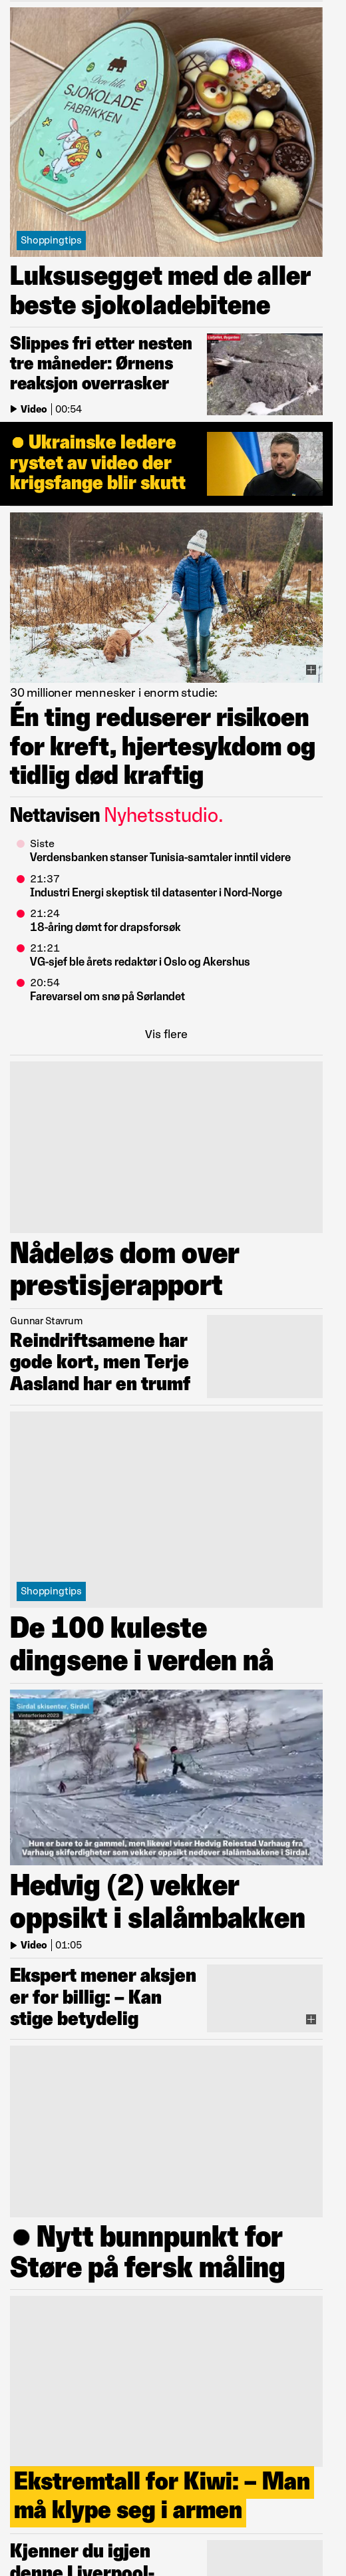 Den lille
SJOKOLADE
FABRIKKEN
Shoppingtips
Luksusegget med de aller
beste sjokoladebitene
Slippes fri etter nesten
tre måneder: Ørnens
reaksjon overrasker
Video | 00:54
Ukrainske ledere
rystet av video der
krigsfange blir skutt
30 millioner mennesker i enorm studie:
Én ting reduserer risikoen
for kreft, hjertesykdom og
tidlig død kraftig
Nettavisen Nyhetsstudio.
Siste
Verdensbanken stanser Tunisia-samtaler inntil videre
21:37
Industri Energi skeptisk til datasenter i Nord-Norge
21:24
18-åring dømt for drapsforsøk
21:21
VG-sjef ble årets redaktør i Oslo og Akershus
20:54
Farevarsel om snø på Sørlandet
Vis flere
Nådeløs dom over
prestisjerapport
Gunnar Stavrum
Reindriftsamene har
gode kort, men Terje
Aasland har en trumf
Shoppingtips
De 100 kuleste
dingsene i verden nå
Sirdal skisenter, Sirdal
Vinterferien 2023
Hun er bare to år gammel, men likevel viser Hedvig Reiestad Varhaug fra
Varhaug skiferdigheter som vekker oppsikt nedover slalåmbakkene i Sirdal.
Hedvig (2) vekker
oppsikt i slalåmbakken
Video | 01:05
Ekspert mener aksjen
er for billig: – Kan
stige betydelig
Nytt bunnpunkt for
Støre på fersk måling
Ekstremtall for Kiwi: – Man
må klype seg i armen
Kjenner du igjen
denne Liverpool-